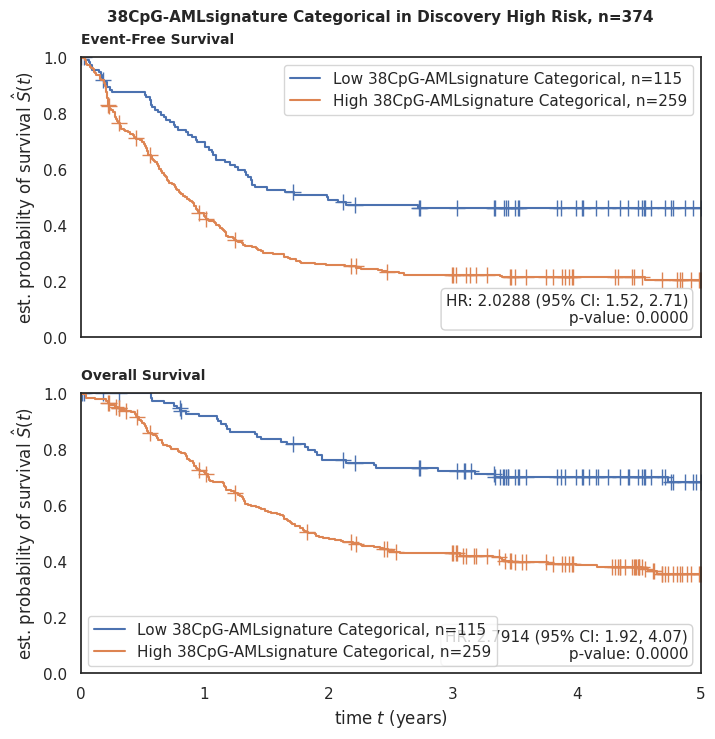 38CpG-AMLsignature Categorical in Discovery High Risk, n=374
Event-Free Survival
1.0
0.8
0.6
0.4
0.2
0.0
est. probability of survival Ŝ(t)
Low 38CpG-AMLsignature Categorical, n=115
High 38CpG-AMLsignature Categorical, n=259
HR: 2.0288 (95% CI: 1.52, 2.71)
p-value: 0.0000
Overall Survival
1.0
0.8
0.6
0.4
0.2
0.0
est. probability of survival Ŝ(t)
Low 38CpG-AMLsignature Categorical, n=115
High 38CpG-AMLsignature Categorical, n=259
HR: 2.7914 (95% CI: 1.92, 4.07)
p-value: 0.0000
0 1 2 3 4 5
time t (years)